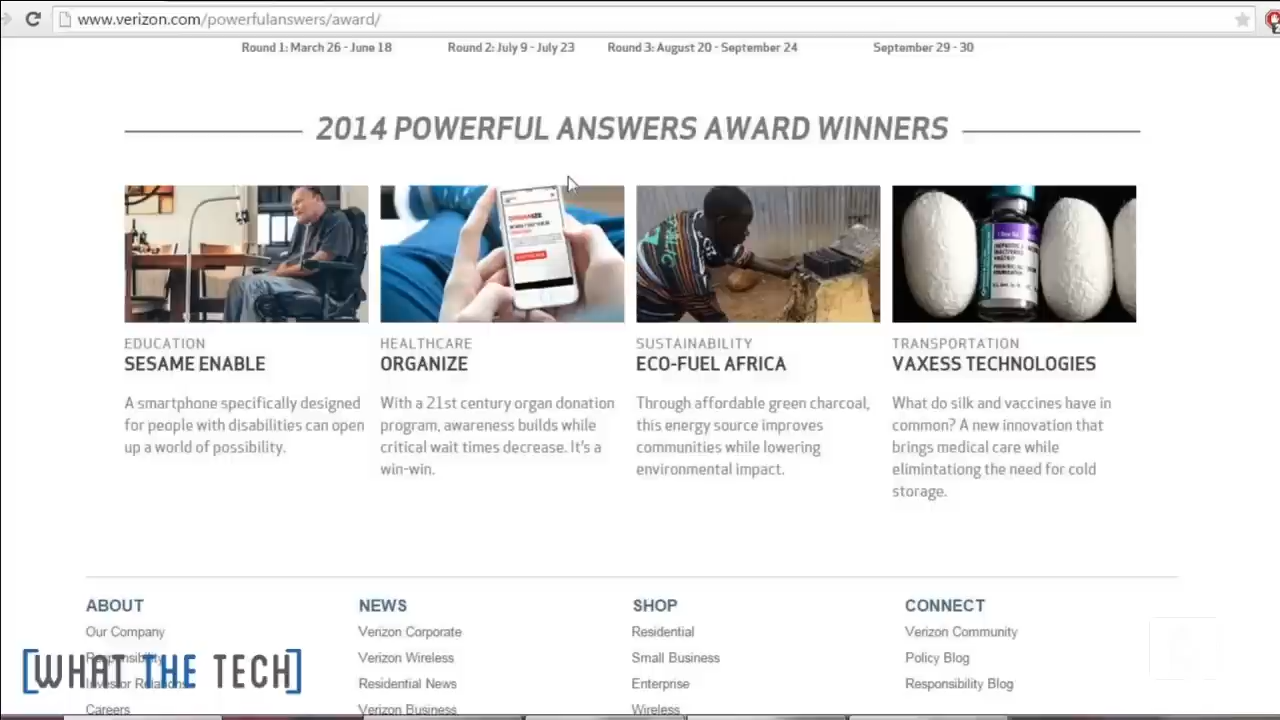 www.verizon.com/powerfulanswers/award/
Round 1: March 26 - June 18 Round 2: July 9 - July 23 Round 3: August 20 - September 24 September 29 - 30
2014 POWERFUL ANSWERS AWARD WINNERS
EDUCATION
SESAME ENABLE
A smartphone specifically designed
for people with disabilities can open
up a world of possibility.
HEALTHCARE
ORGANIZE
With a 21st century organ donation
program, awareness builds while
critical wait times decrease. It's a
win-win.
SUSTAINABILITY
ECO-FUEL AFRICA
Through affordable green charcoal,
this energy source improves
communities while lowering
environmental impact.
TRANSPORTATION
VAXESS TECHNOLOGIES
What do silk and vaccines have in
common? A new innovation that
brings medical care while
elimintationg the need for cold
storage.
ABOUT
Our Company
Responsibility
Investor Relations
Careers
NEWS
Verizon Corporate
Verizon Wireless
Residential News
Verizon Business
SHOP
Residential
Small Business
Enterprise
Wireless
CONNECT
Verizon Community
Policy Blog
Responsibility Blog
[WHAT THE TECH]